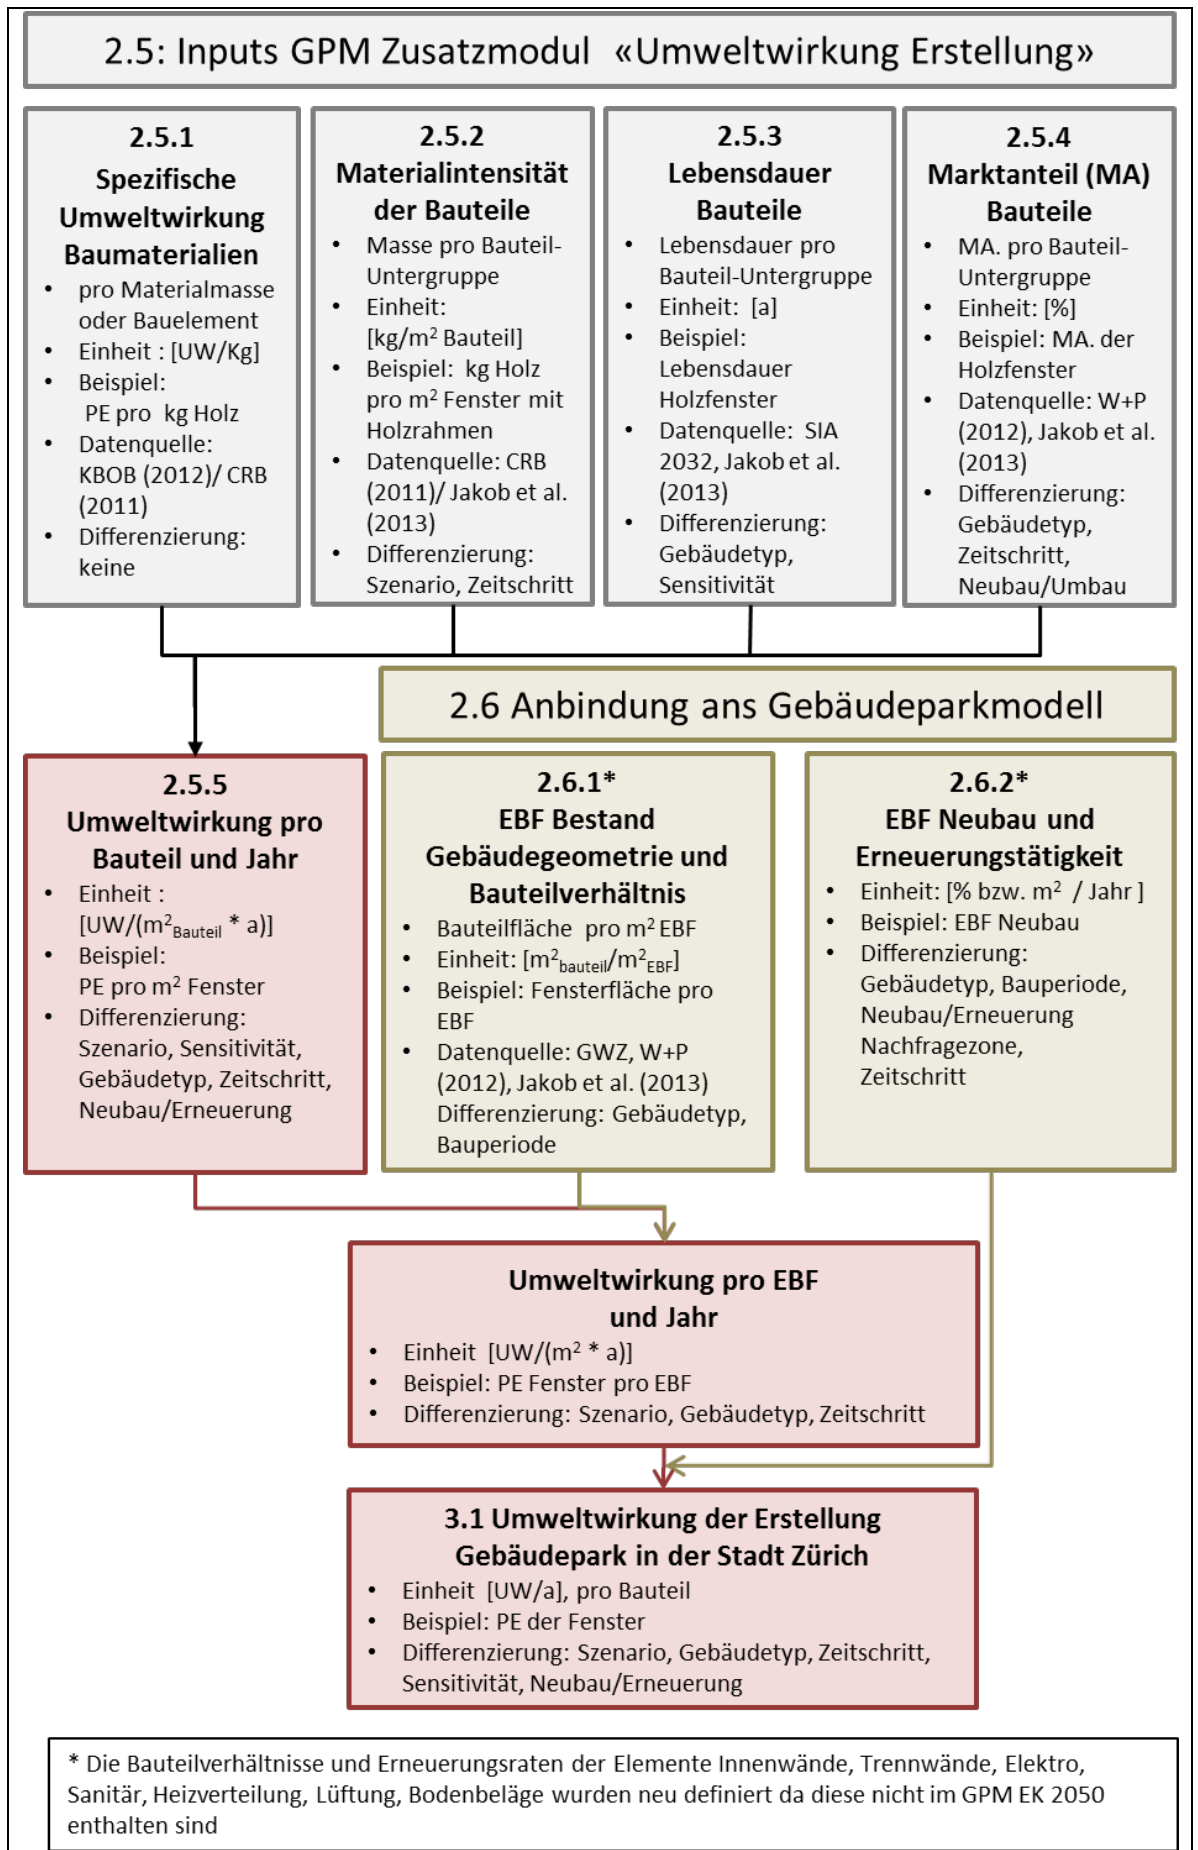 2.5: Inputs GPM Zusatzmodul «Umweltwirkung Erstellung»
2.5.1
Spezifische
Umweltwirkung
Baumaterialien
• pro Materialmasse
oder Bauelement
• Einheit : [UW/Kg]
• Beispiel:
PE pro kg Holz
• Datenquelle:
KBOB (2012)/ CRB
(2011)
• Differenzierung:
keine
2.5.2
Materialintensität
der Bauteile
• Masse pro Bauteil-
Untergruppe
• Einheit:
[kg/m² Bauteil]
• Beispiel: kg Holz
pro m² Fenster mit
Holzrahmen
• Datenquelle: CRB
(2011)/ Jakob et al.
(2013)
• Differenzierung:
Szenario, Zeitschritt
2.5.3
Lebensdauer
Bauteile
• Lebensdauer pro
Bauteil-Untergruppe
• Einheit: [a]
• Beispiel:
Lebensdauer
Holzfenster
• Datenquelle: SIA
2032, Jakob et al.
(2013)
• Differenzierung:
Gebäudetyp,
Sensitivität
2.5.4
Marktanteil (MA)
Bauteile
• MA. pro Bauteil-
Untergruppe
• Einheit: [%]
• Beispiel: MA. der
Holzfenster
• Datenquelle: W+P
(2012), Jakob et al.
(2013)
• Differenzierung:
Gebäudetyp,
Zeitschritt,
Neubau/Umbau
2.6 Anbindung ans Gebäudeparkmodell
2.5.5
Umweltwirkung pro
Bauteil und Jahr
• Einheit :
[UW/(m²Bauteil * a)]
• Beispiel:
PE pro m² Fenster
• Differenzierung:
Szenario, Sensitivität,
Gebäudetyp, Zeitschritt,
Neubau/Erneuerung
2.6.1*
EBF Bestand
Gebäudegeometrie und
Bauteilverhältnis
• Bauteilfläche pro m² EBF
• Einheit: [m²bauteil/m²EBF]
• Beispiel: Fensterfläche pro
EBF
• Datenquelle: GWZ, W+P
(2012), Jakob et al. (2013)
Differenzierung: Gebäudetyp,
Bauperiode
2.6.2*
EBF Neubau und
Erneuerungstätigkeit
• Einheit: [% bzw. m² / Jahr ]
• Beispiel: EBF Neubau
• Differenzierung:
Gebäudetyp, Bauperiode,
Neubau/Erneuerung
Nachfragezone,
Zeitschritt
Umweltwirkung pro EBF
und Jahr
• Einheit [UW/(m² * a)]
• Beispiel: PE Fenster pro EBF
• Differenzierung: Szenario, Gebäudetyp, Zeitschritt
3.1 Umweltwirkung der Erstellung
Gebäudepark in der Stadt Zürich
• Einheit [UW/a], pro Bauteil
• Beispiel: PE der Fenster
• Differenzierung: Szenario, Gebäudetyp, Zeitschritt,
Sensitivität, Neubau/Erneuerung
* Die Bauteilverhältnisse und Erneuerungsraten der Elemente Innenwände, Trennwände, Elektro,
Sanitär, Heizverteilung, Lüftung, Bodenbeläge wurden neu definiert da diese nicht im GPM EK 2050
enthalten sind